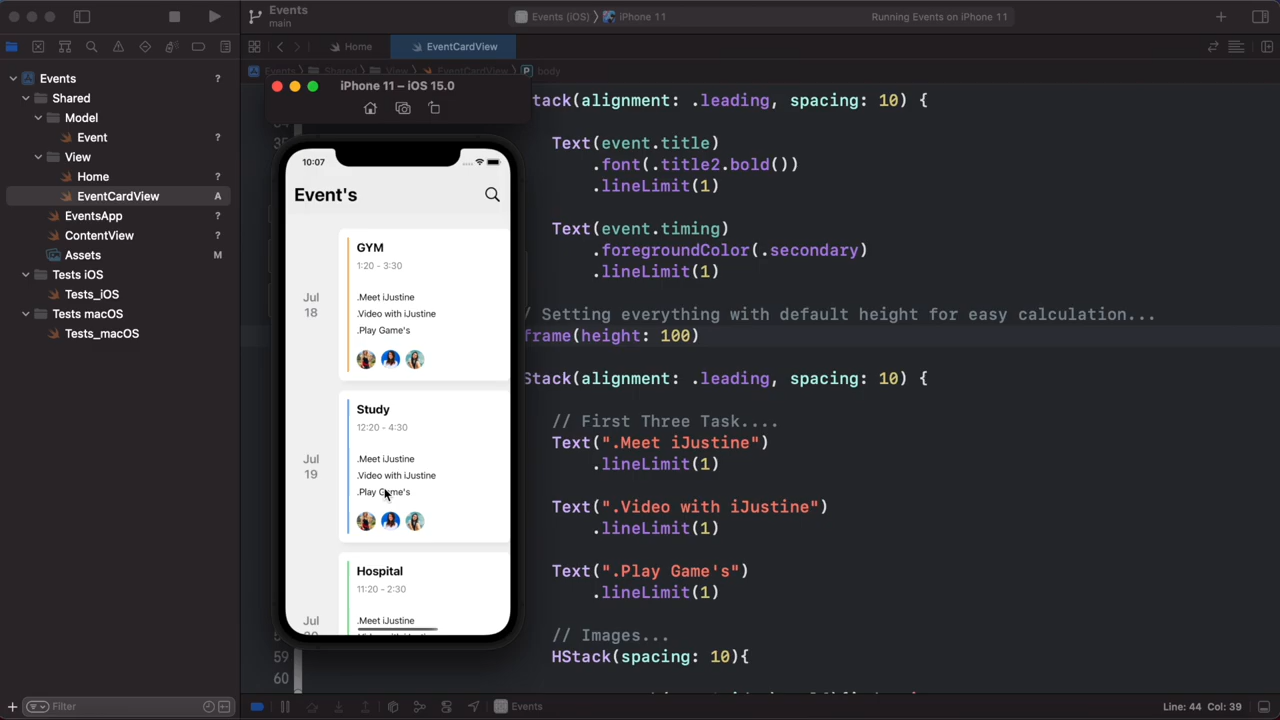 Events
main
Events (iOS) 〉 iPhone 11
Running Events on iPhone 11
Home
EventCardView
Events 〉 Shared 〉 View 〉 EventCardView 〉 P body
Events ?
Shared
Model
Event ?
View
Home ?
EventCardView A
EventsApp ?
ContentView ?
Assets M
Tests iOS
Tests_iOS
Tests macOS
Tests_macOS
Filter
iPhone 11 – iOS 15.0
10:07
Event's
Jul
18
GYM
1:20 - 3:30
.Meet iJustine
.Video with iJustine
.Play Game's
Jul
19
Study
12:20 - 4:30
.Meet iJustine
.Video with iJustine
.Play Game's
Jul
20
Hospital
11:20 - 2:30
.Meet iJustine
35
tack(alignment: .leading, spacing: 10) {
Text(event.title)
.font(.title2.bold())
.lineLimit(1)
Text(event.timing)
.foregroundColor(.secondary)
.lineLimit(1)
/ Setting everything with default height for easy calculation...
frame(height: 100)
Stack(alignment: .leading, spacing: 10) {
// First Three Task....
Text(".Meet iJustine")
.lineLimit(1)
Text(".Video with iJustine")
.lineLimit(1)
Text(".Play Game's")
.lineLimit(1)
// Images...
59 HStack(spacing: 10){
60
Events
Line: 44 Col: 39